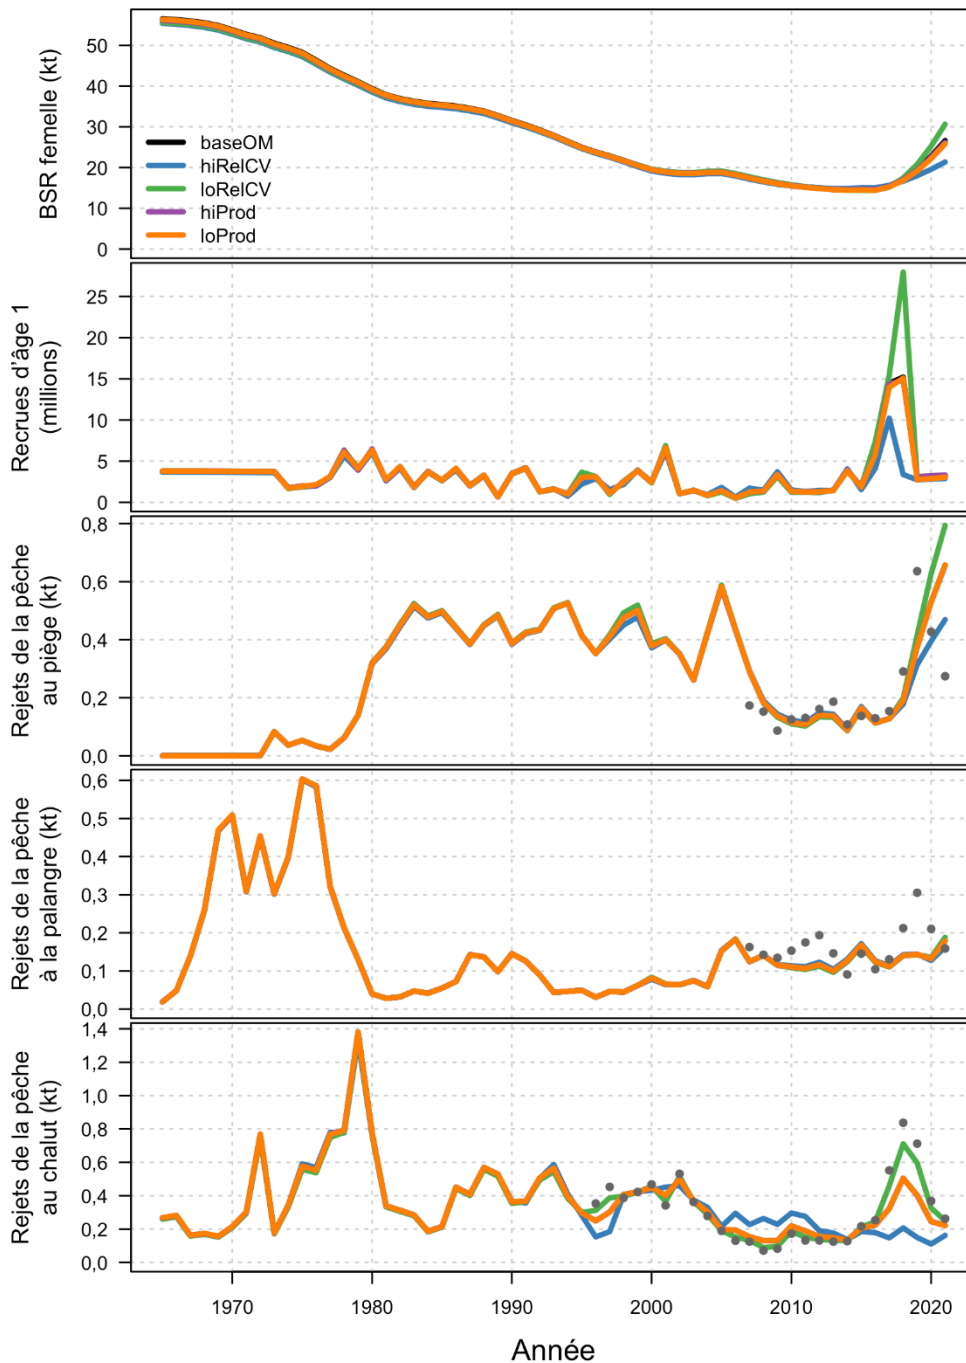 BSR femelle (kt)
50
40
30
20
10
0
baseOM
hiRelCV
loRelCV
hiProd
loProd
Recrues d'âge 1
(millions)
25
20
15
10
5
0
Rejets de la pêche
au piège (kt)
0,8
0,6
0,4
0,2
0,0
Rejets de la pêche
à la palangre (kt)
0,6
0,5
0,4
0,3
0,2
0,1
0,0
Rejets de la pêche
au chalut (kt)
1,4
1,2
1,0
0,8
0,6
0,4
0,2
0,0
1970 1980 1990 2000 2010 2020
Année